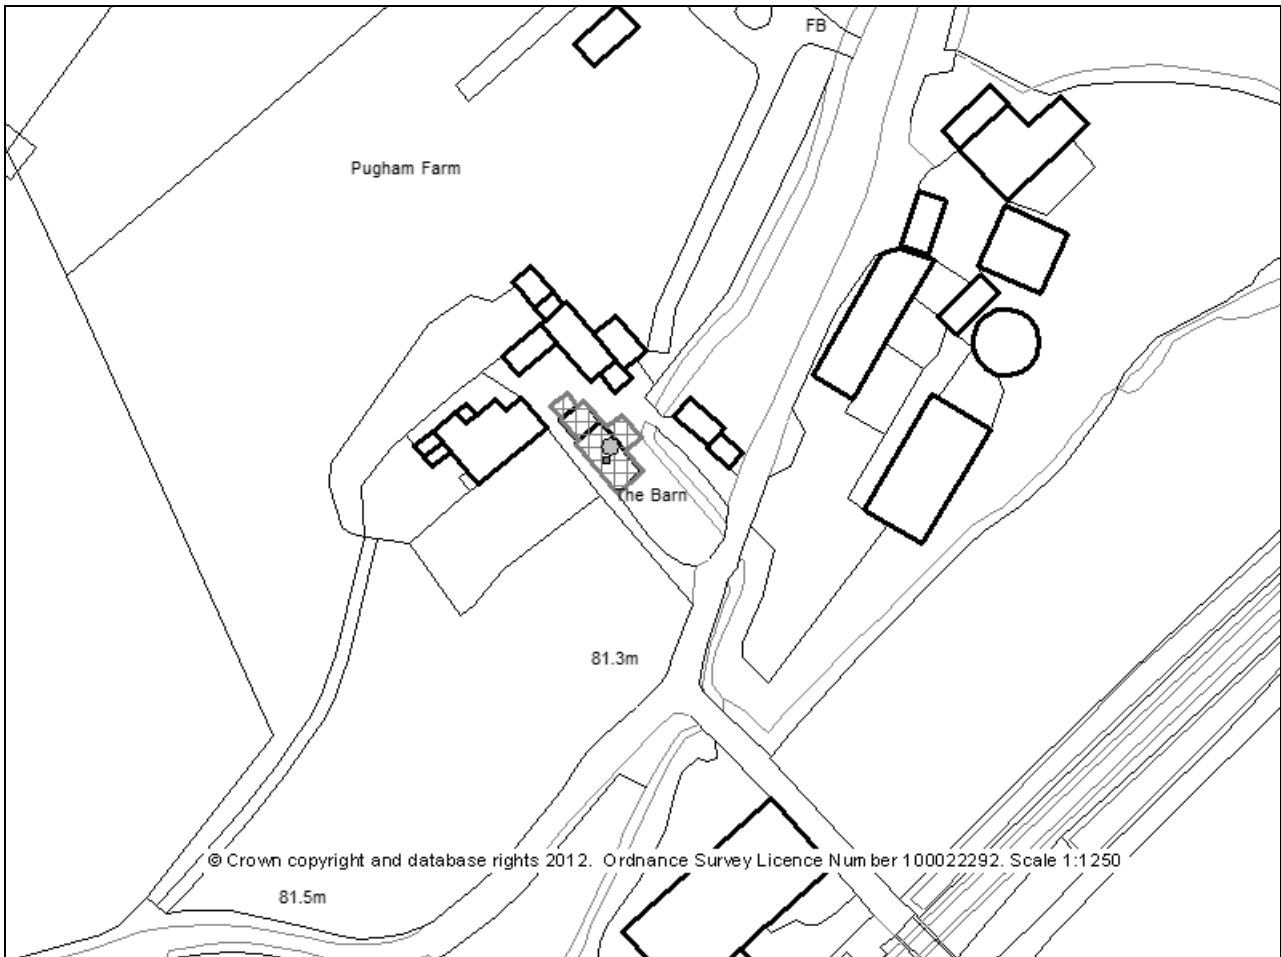 FB
Pugham Farm
The Barn
81.3m
© Crown copyright and database rights 2012. Ordnance Survey Licence Number 100022292. Scale 1:1250
81.5m